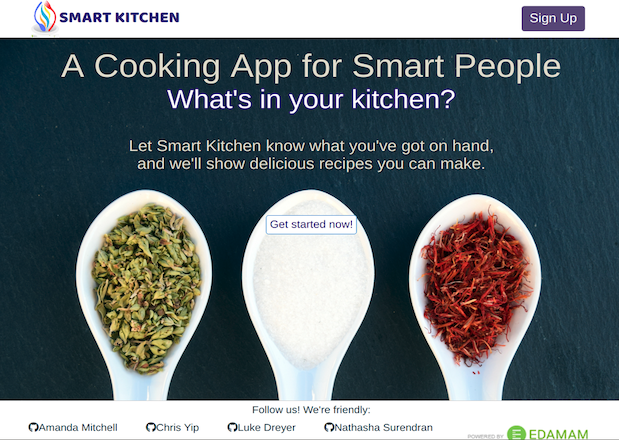 SMART KITCHEN
Sign Up
A Cooking App for Smart People
What's in your kitchen?
Let Smart Kitchen know what you've got on hand,
and we'll show delicious recipes you can make.
Get started now!
Follow us! We're friendly:
Amanda Mitchell Chris Yip Luke Dreyer Nathasha Surendran
POWERED BY EDAMAM